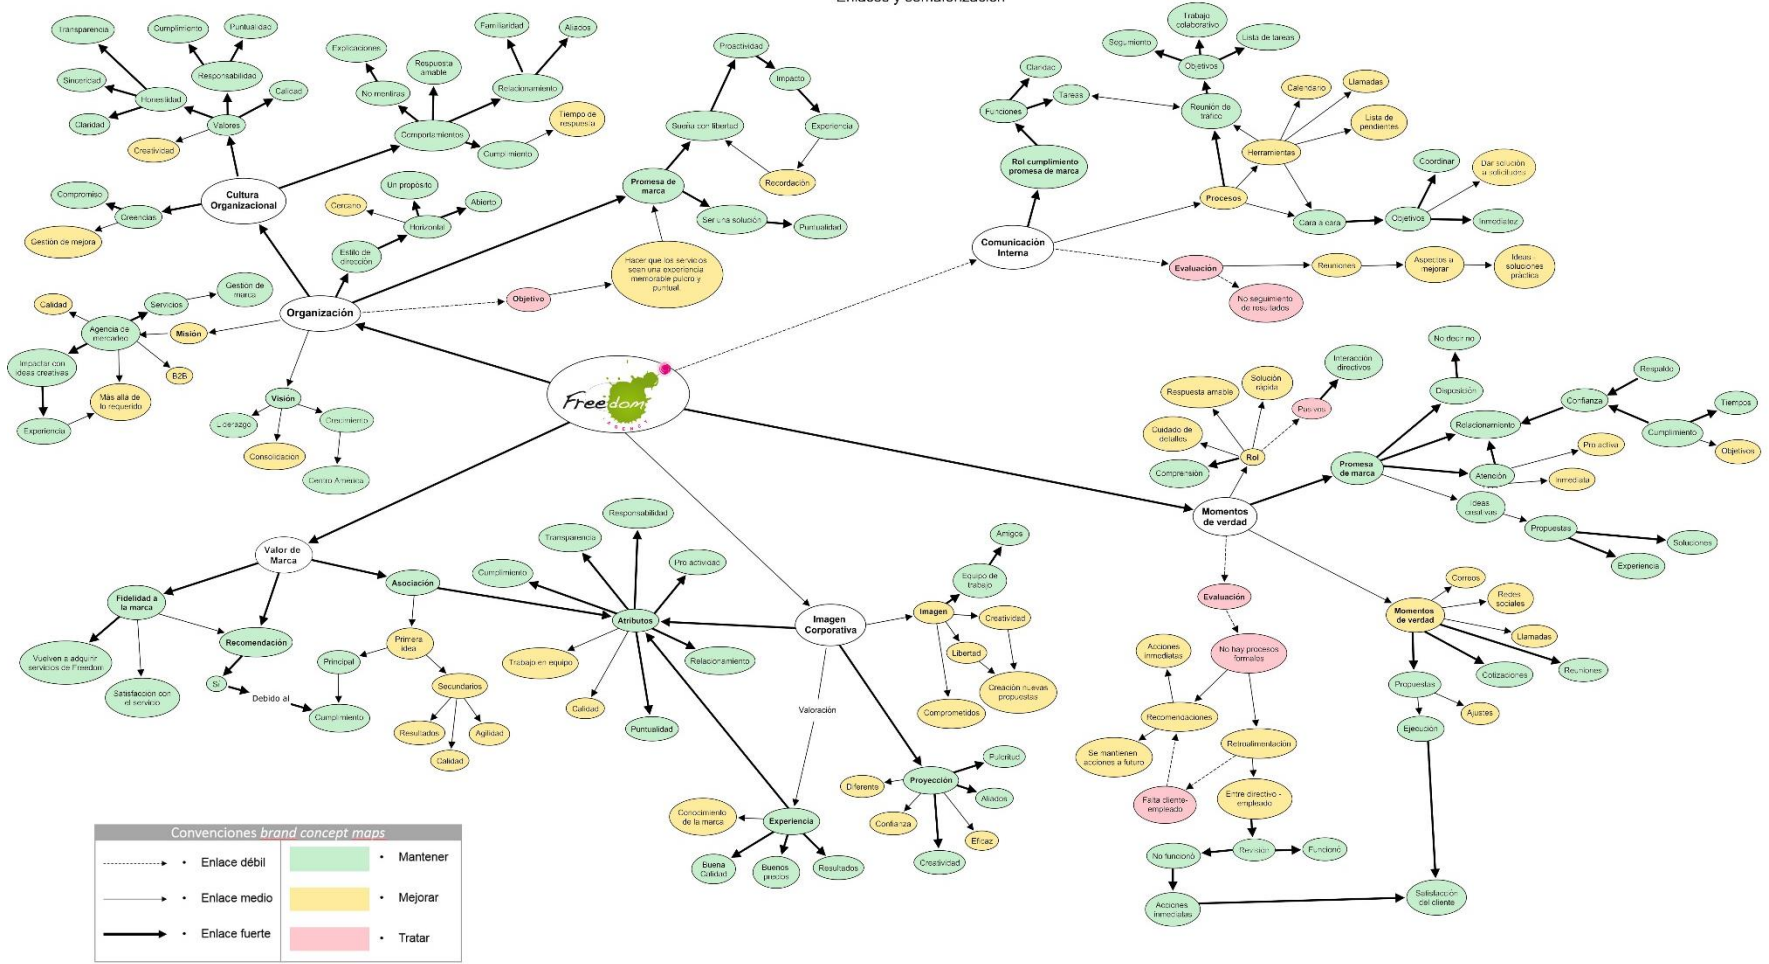 Enlaces y semaforización
Transparencia
Cumplimiento
Puntualidad
Sinceridad
Responsabilidad
Honestidad
Calidad
Claridad
Valores
Creatividad
Explicaciones
Respuesta
amable
Familiaridad
Aliados
No mentiras
Relacionamiento
Comportamientos
Tiempo de
respuesta
Cumplimiento
Cultura
Organizacional
Compromiso
Creencias
Gestión de mejora
Un propósito
Cercano
Abierto
Horizontal
Estilo de
dirección
Proactividad
Impacto
Sueña con libertad
Experiencia
Recordación
Promesa de
marca
Ser una solución
Puntualidad
Hacer que los servicios
sean una experiencia
memorable pulcro y
puntual.
Objetivo
Organización
Gestión de
marca
Servicios
Calidad
Agencia de
mercadeo
Misión
Impactar con
ideas creativas
B2B
Más allá de
lo requerido
Experiencia
Visión
Liderazgo
Crecimiento
Consolidación
Centro América
Freedom
AGENCY
Comunicación
Interna
Rol cumplimiento
promesa de marca
Funciones
Claridad
Tareas
Trabajo
colaborativo
Seguimiento
Lista de tareas
Objetivos
Reunión de
tráfico
Calendario
Llamadas
Lista de
pendientes
Herramientas
Procesos
Cara a cara
Objetivos
Coordinar
Dar solución
a solicitudes
Inmediatez
Evaluación
Reuniones
Aspectos a
mejorar
Ideas
soluciones
práctica
No seguimiento
de resultados
Momentos
de verdad
Rol
Respuesta amable
Solución
rápida
Interacción
directivos
Pasivos
Cuidado de
detalles
Comprensión
Promesa
de marca
No decir no
Disposición
Relacionamiento
Confianza
Respaldo
Cumplimiento
Tiempos
Objetivos
Atención
Pro activa
Inmediata
Ideas
creativas
Propuestas
Soluciones
Experiencia
Evaluación
No hay procesos
formales
Acciones
inmediatas
Recomendaciones
Se mantienen
acciones a futuro
Retroalimentación
Falta cliente-
empleado
Entre directivo -
empleado
Revisión
No funcionó
Funcionó
Acciones
inmediatas
Satisfacción
del cliente
Momentos
de verdad
Correos
Redes
sociales
Llamadas
Reuniones
Cotizaciones
Propuestas
Ajustes
Ejecución
Valor de
Marca
Fidelidad a
la marca
Vuelven a adquirir
servicios de Freedom
Satisfacción con
el servicio
Recomendación
Sí
Debido al
Cumplimiento
Principal
Asociación
Primera
idea
Secundarios
Resultados
Agilidad
Calidad
Atributos
Responsabilidad
Transparencia
Pro actividad
Cumplimiento
Trabajo en equipo
Calidad
Relacionamiento
Puntualidad
Imagen
Corporativa
Imagen
Equipo de
trabajo
Amigos
Creatividad
Libertad
Creación nuevas
propuestas
Comprometidos
Valoración
Proyección
Pulcritud
Diferente
Aliados
Confianza
Eficaz
Creatividad
Experiencia
Conocimiento
de la marca
Buena
Calidad
Buenos
precios
Resultados
Convenciones brand concept maps
• Enlace débil
• Mantener
• Enlace medio
• Mejorar
• Enlace fuerte
• Tratar